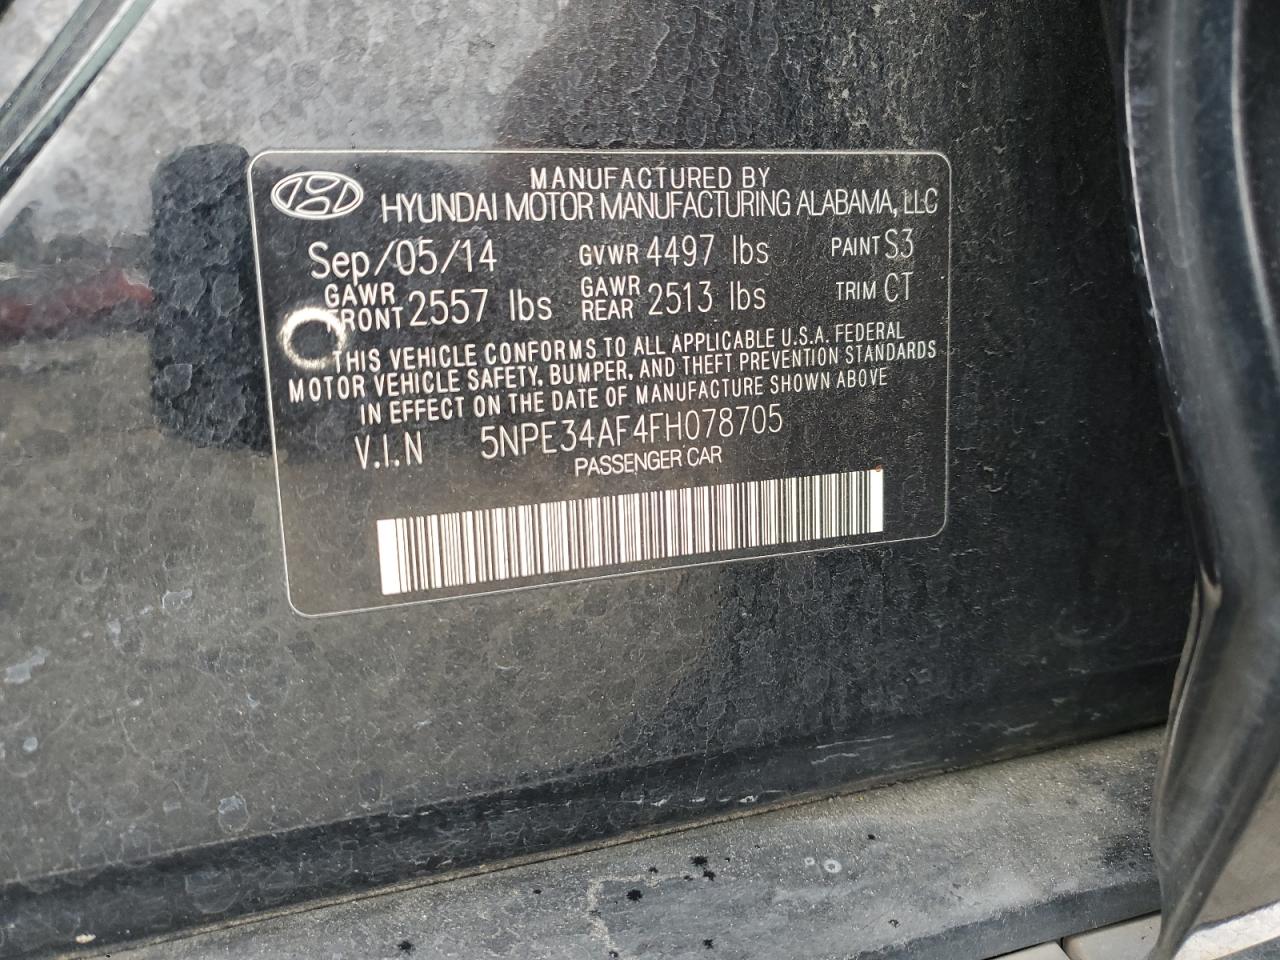 MANUFACTURED BY
HYUNDAI MOTOR MANUFACTURING ALABAMA, LLC
Sep/05/14 GVWR 4497 lbs PAINT S3
GAWR FRONT 2557 lbs GAWR REAR 2513 lbs TRIM CT
THIS VEHICLE CONFORMS TO ALL APPLICABLE U.S.A. FEDERAL
MOTOR VEHICLE SAFETY, BUMPER, AND THEFT PREVENTION STANDARDS
IN EFFECT ON THE DATE OF MANUFACTURE SHOWN ABOVE
V.I.N 5NPE34AF4FH078705
PASSENGER CAR